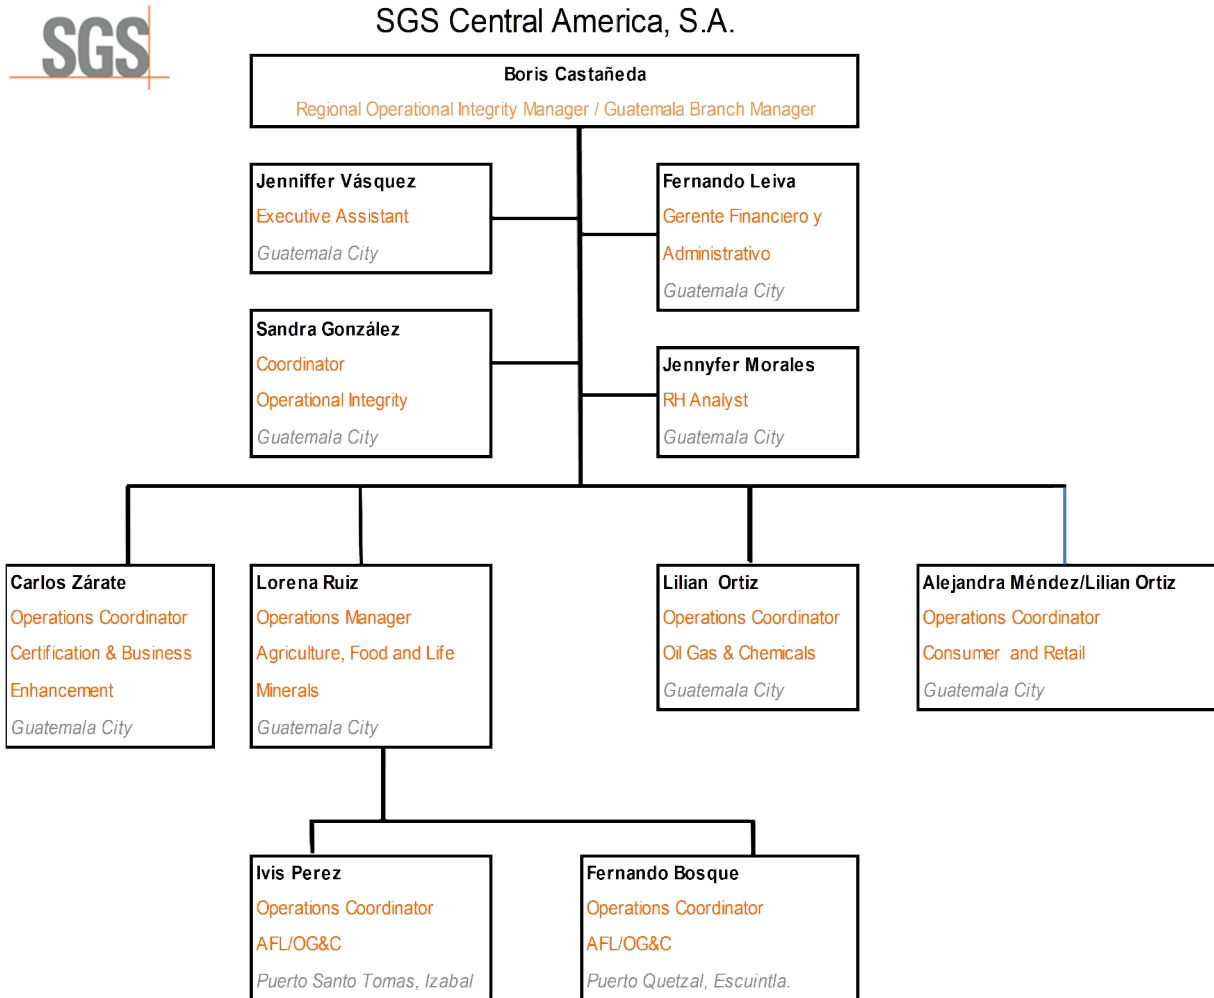 SGS
SGS Central America, S.A.
Boris Castañeda
Regional Operational Integrity Manager / Guatemala Branch Manager
Jenniffer Vásquez
Executive Assistant
Guatemala City
Fernando Leiva
Gerente Financiero y
Administrativo
Guatemala City
Sandra González
Coordinator
Operational Integrity
Guatemala City
Jennyfer Morales
RH Analyst
Guatemala City
Carlos Zárate
Operations Coordinator
Certification & Business
Enhancement
Guatemala City
Lorena Ruiz
Operations Manager
Agriculture, Food and Life
Minerals
Guatemala City
Lilian Ortiz
Operations Coordinator
Oil Gas & Chemicals
Guatemala City
Alejandra Méndez/Lilian Ortiz
Operations Coordinator
Consumer and Retail
Guatemala City
Ivis Perez
Operations Coordinator
AFL/OG&C
Puerto Santo Tomas, Izabal
Fernando Bosque
Operations Coordinator
AFL/OG&C
Puerto Quetzal, Escuintla.